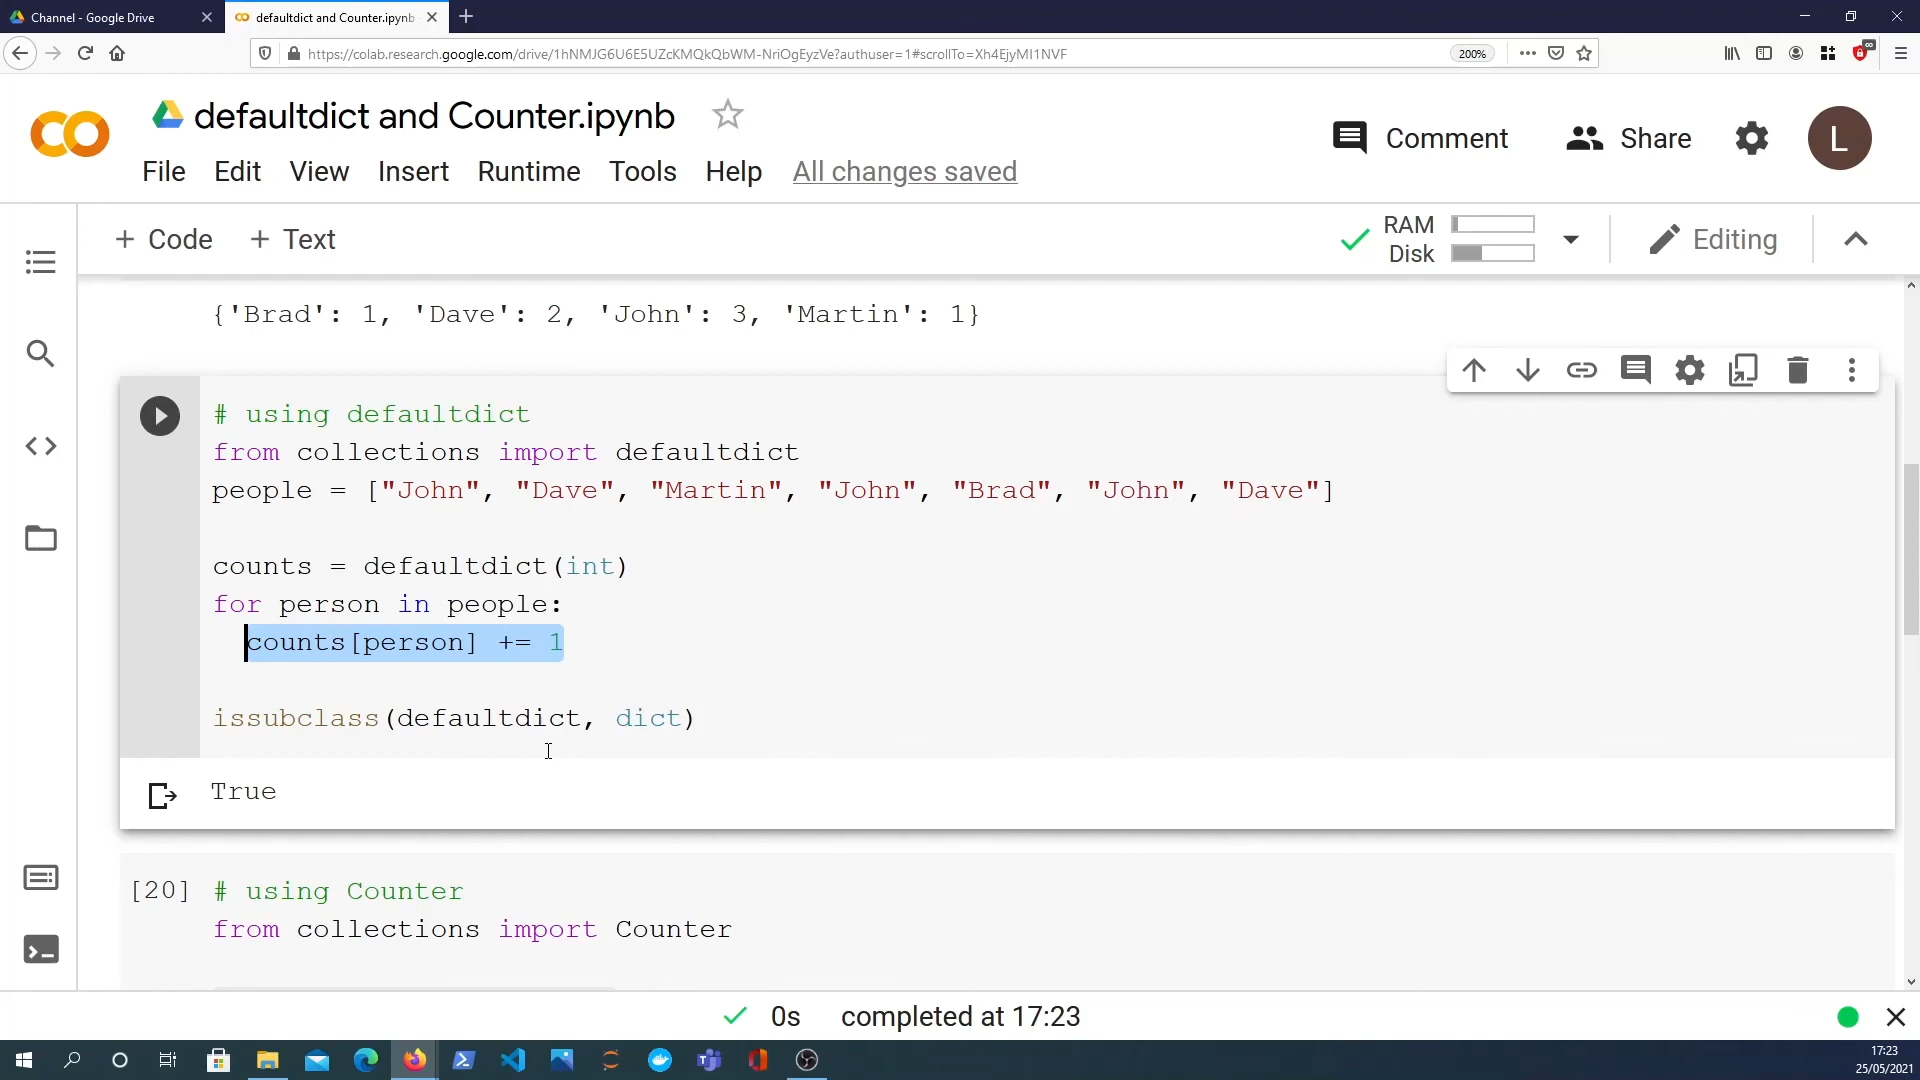 Channel - Google Drive
defaultdict and Counter.ipynb
https://colab.research.google.com/drive/1hNMJG6U6E5UZcKMQkQbWM-NriOgEyzVe?authuser=1#scrollTo=Xh4EjyMI1NVF
200%
defaultdict and Counter.ipynb
Comment
Share
L
File Edit View Insert Runtime Tools Help All changes saved
+ Code + Text
RAM
Disk
Editing
{'Brad': 1, 'Dave': 2, 'John': 3, 'Martin': 1}
# using defaultdict
from collections import defaultdict
people = ["John", "Dave", "Martin", "John", "Brad", "John", "Dave"]
counts = defaultdict(int)
for person in people:
counts[person] += 1
issubclass(defaultdict, dict)
True
[20] # using Counter
from collections import Counter
0s completed at 17:23
17:23
25/05/2021